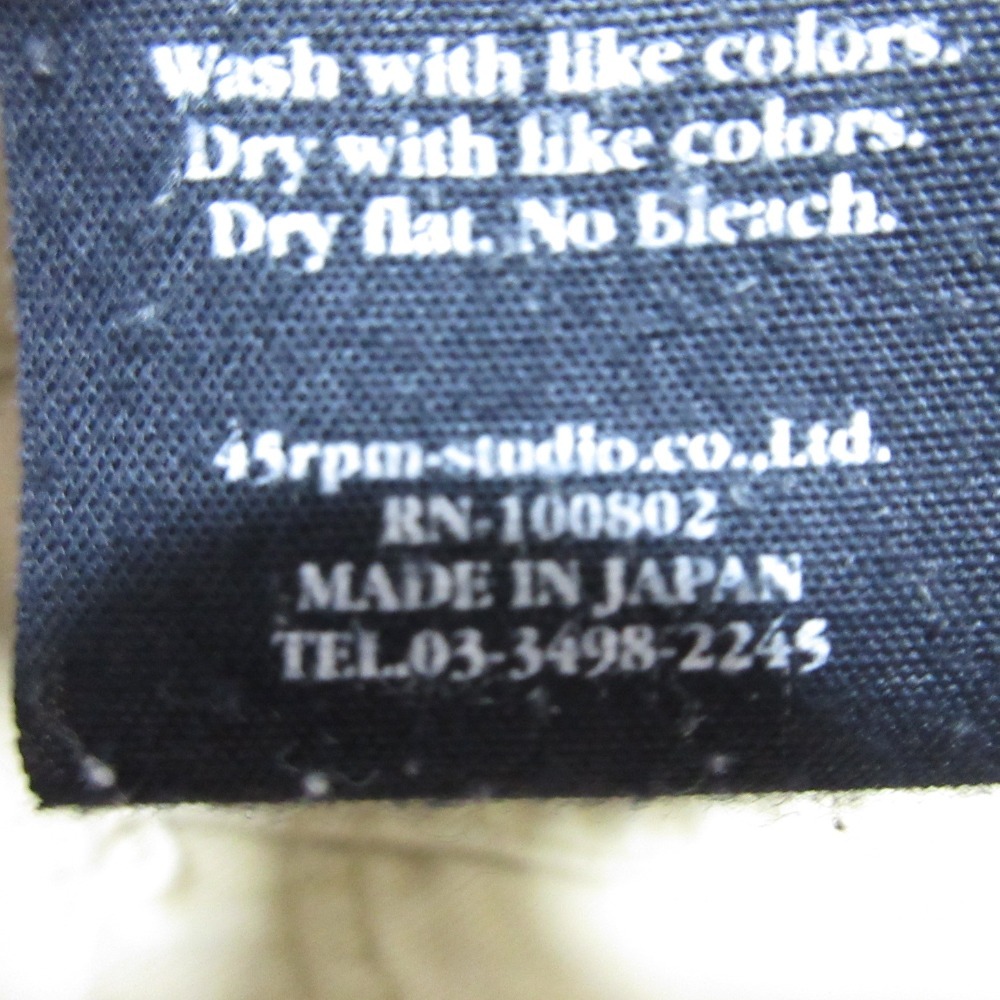 Wash with like colors.
Dry with like colors.
Dry flat. No bleach.
45rpm-studio.co.,Ltd.
RN-100802
MADE IN JAPAN
TEL.03-3498-2245